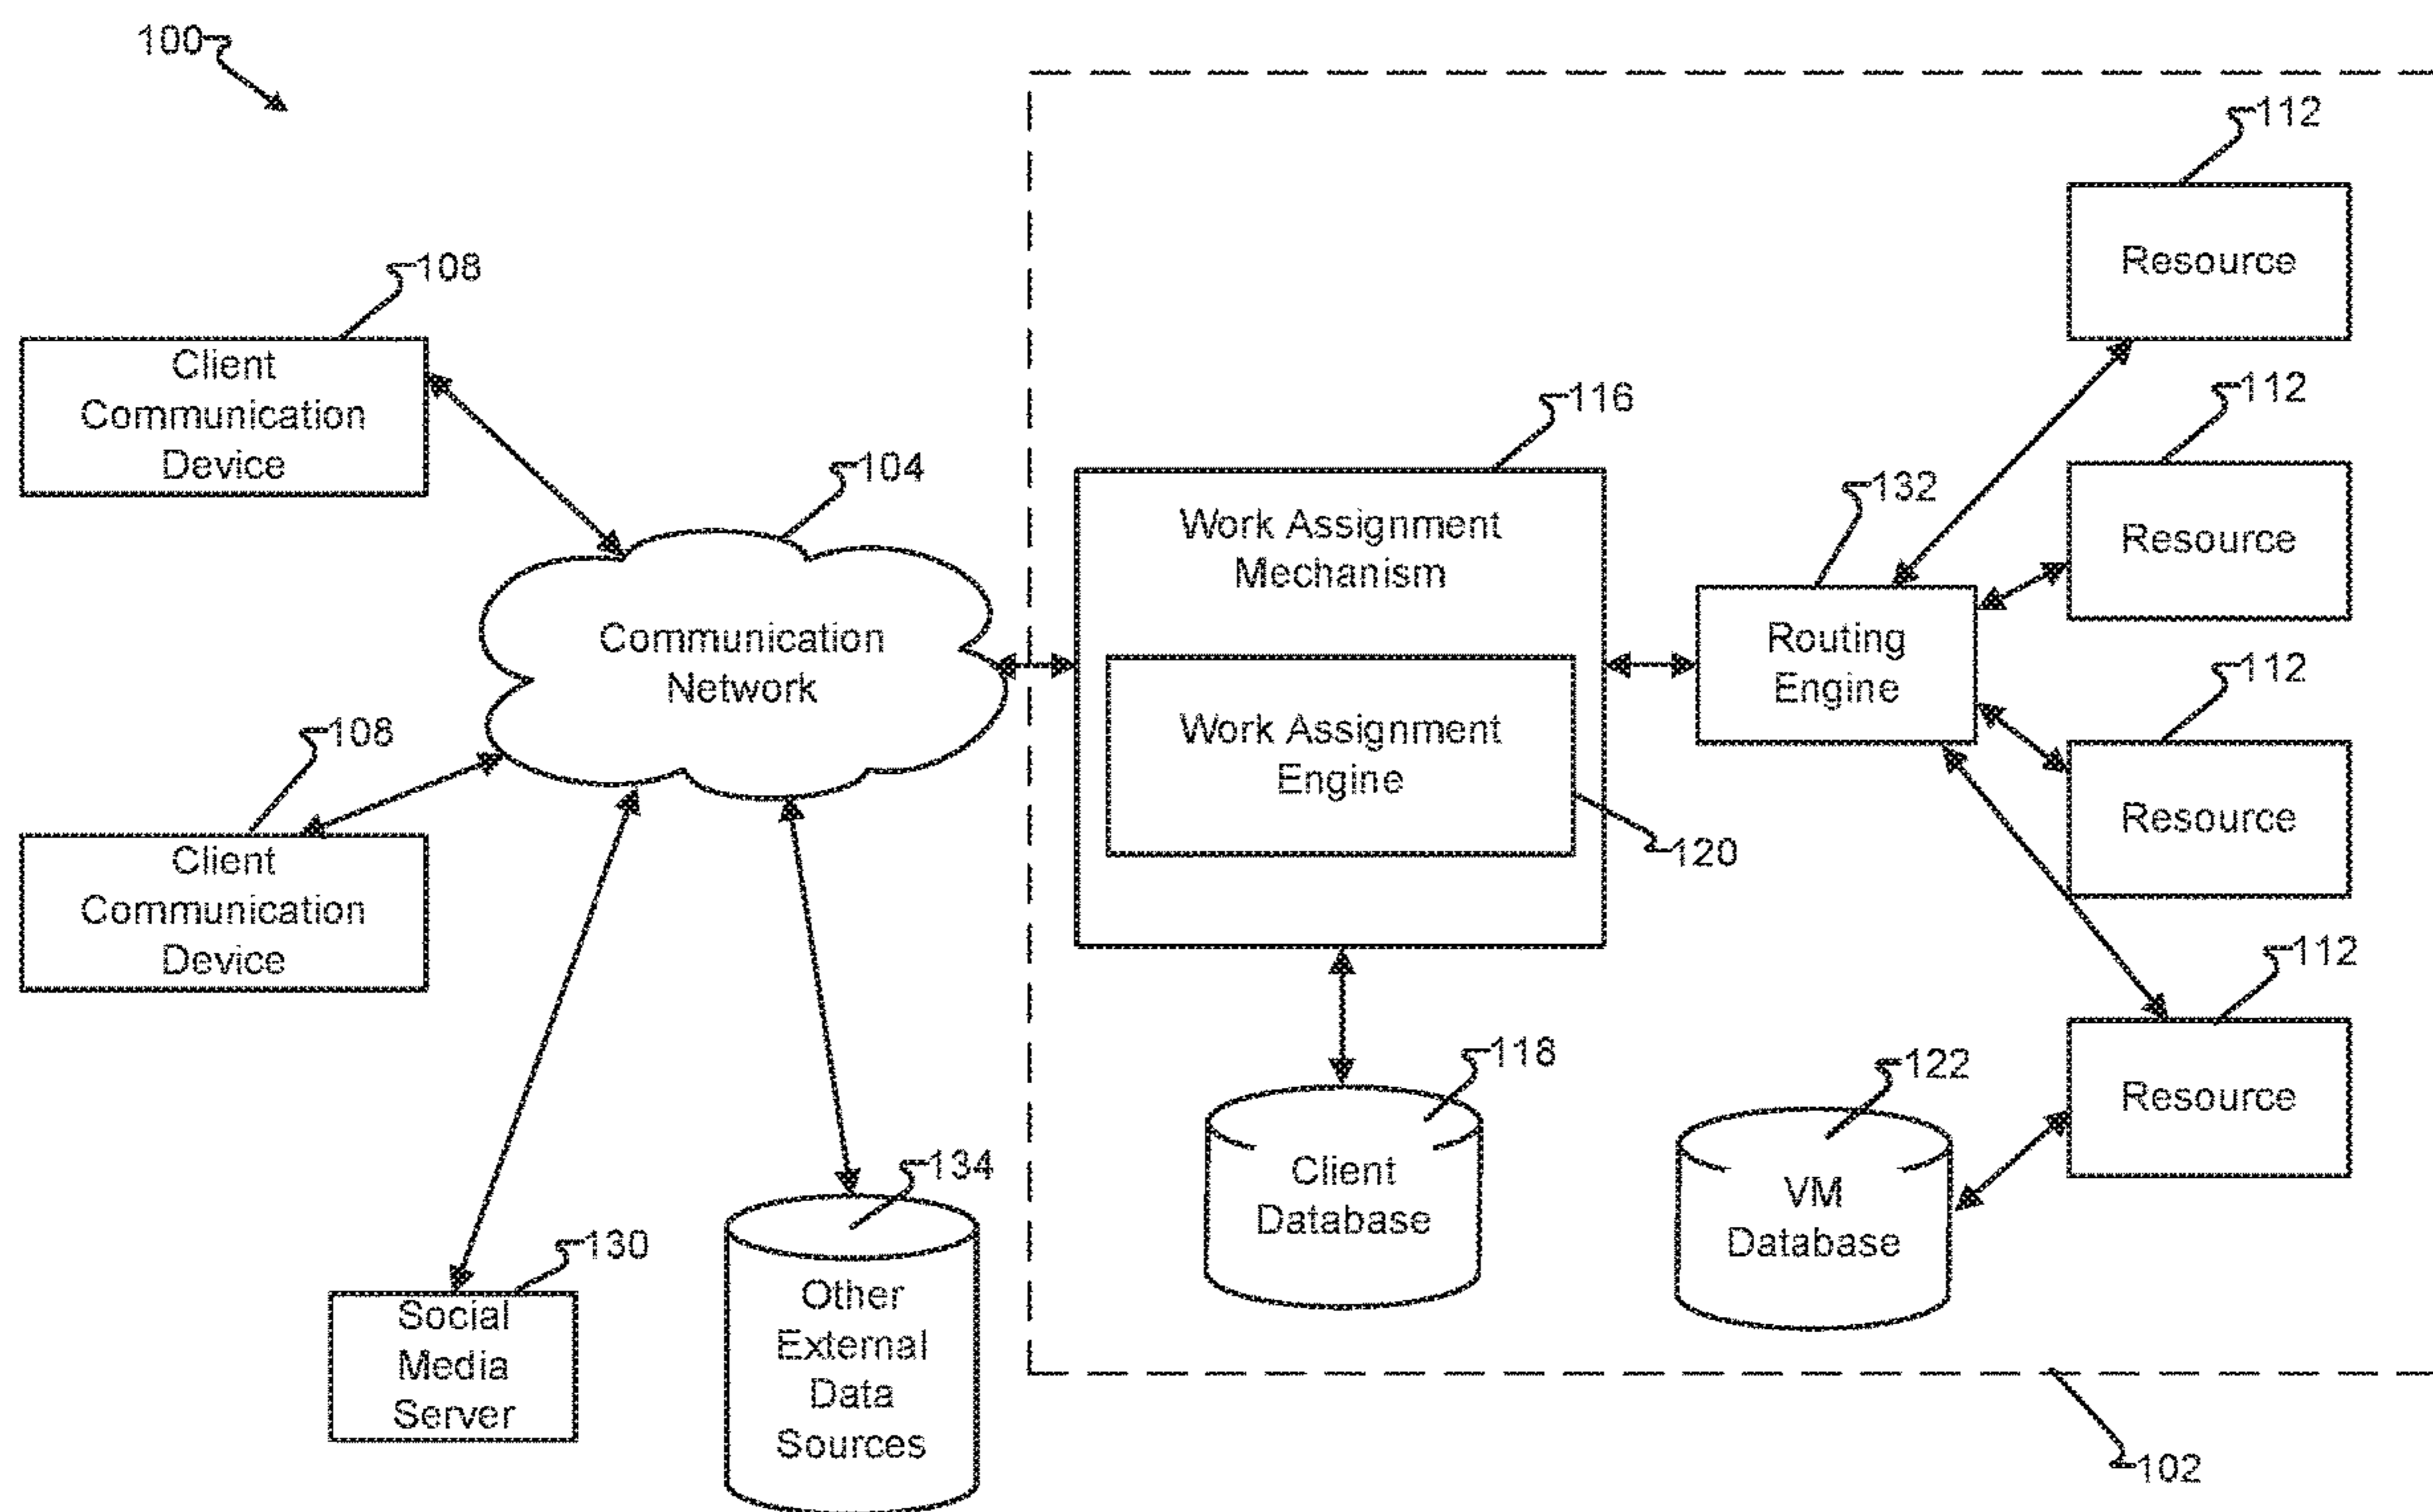 100
112
Resource
108
Client
Communication
Device
104
116
112
Resource
132
Work Assignment
Mechanism
Communication
Network
Routing
Engine
112
Resource
108
Work Assignment
Engine
120
Client
Communication
Device
112
Resource
118
122
Client
Database
VM
Database
134
130
Social
Media
Server
Other
External
Data
Sources
102